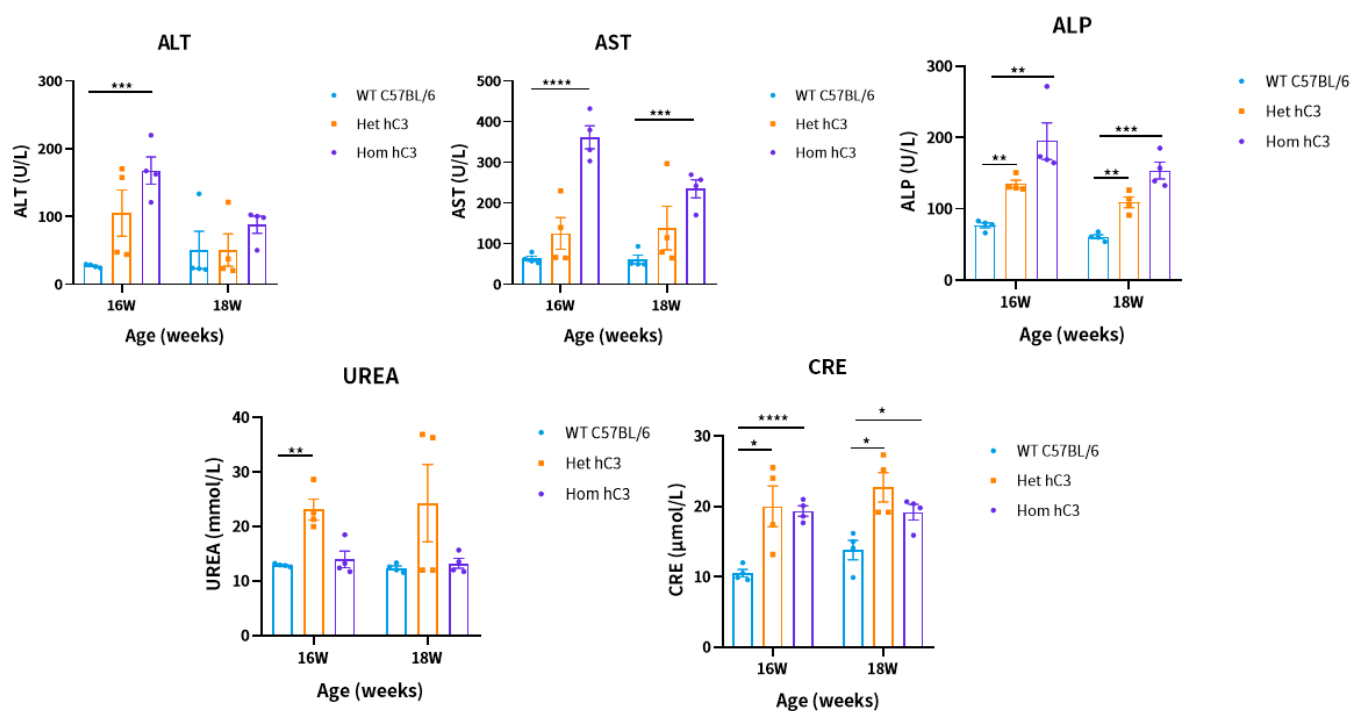 ALT
***
300
200
100
0
ALT (U/L)
16W
18W
Age (weeks)
WT C57BL/6
Het hC3
Hom hC3
AST
****
***
500
400
300
200
100
0
AST (U/L)
16W
18W
Age (weeks)
WT C57BL/6
Het hC3
Hom hC3
ALP
**
**
***
**
300
200
100
0
ALP (U/L)
16W
18W
Age (weeks)
WT C57BL/6
Het hC3
Hom hC3
UREA
**
40
30
20
10
0
UREA (mmol/L)
16W
18W
Age (weeks)
WT C57BL/6
Het hC3
Hom hC3
CRE
****
*
*
*
30
20
10
0
CRE (μmol/L)
16W
18W
Age (weeks)
WT C57BL/6
Het hC3
Hom hC3